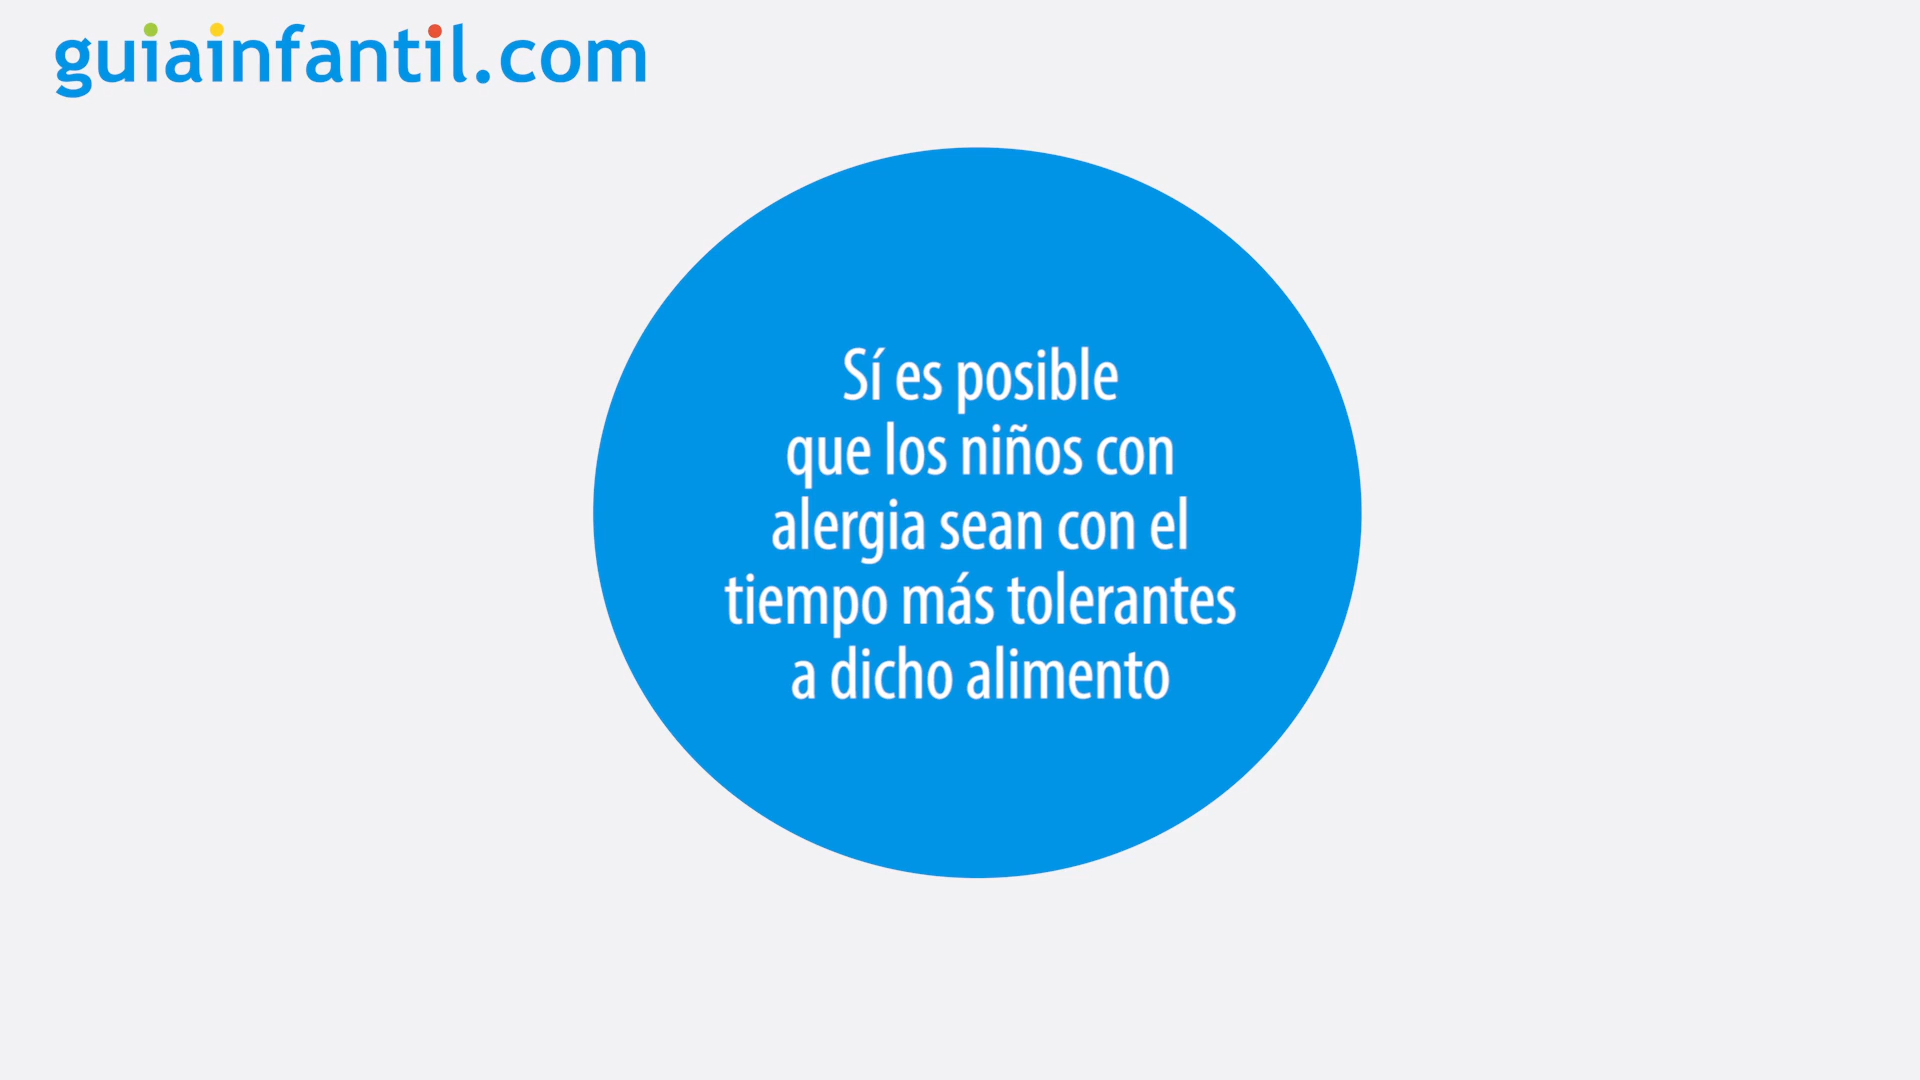 guiainfantil.com
Sí es posible
que los niños con
alergia sean con el
tiempo más tolerantes
a dicho alimento